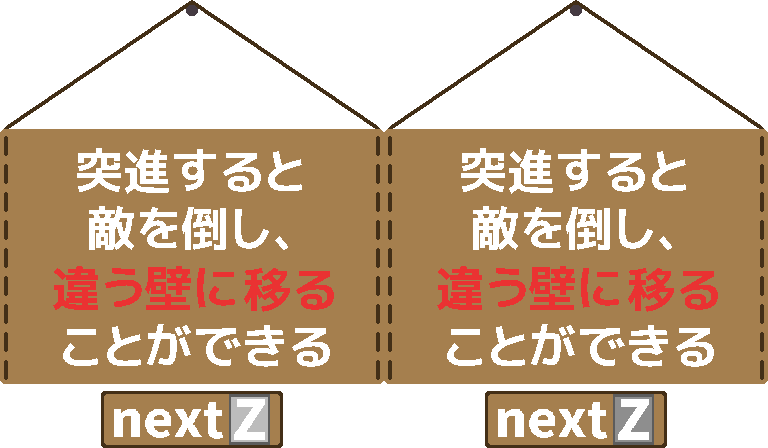 突進すると
敵を倒し、
違う壁に移る
ことができる
next Z
突進すると
敵を倒し、
違う壁に移る
ことができる
next Z